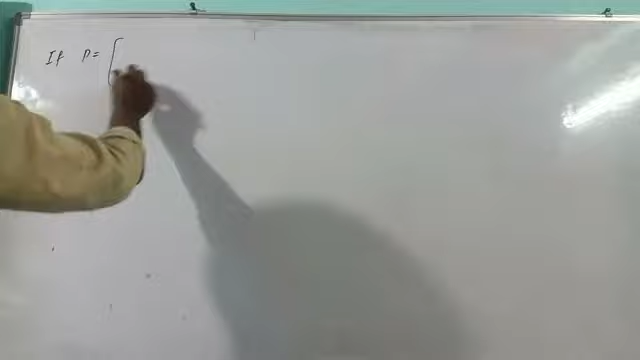 If P = [